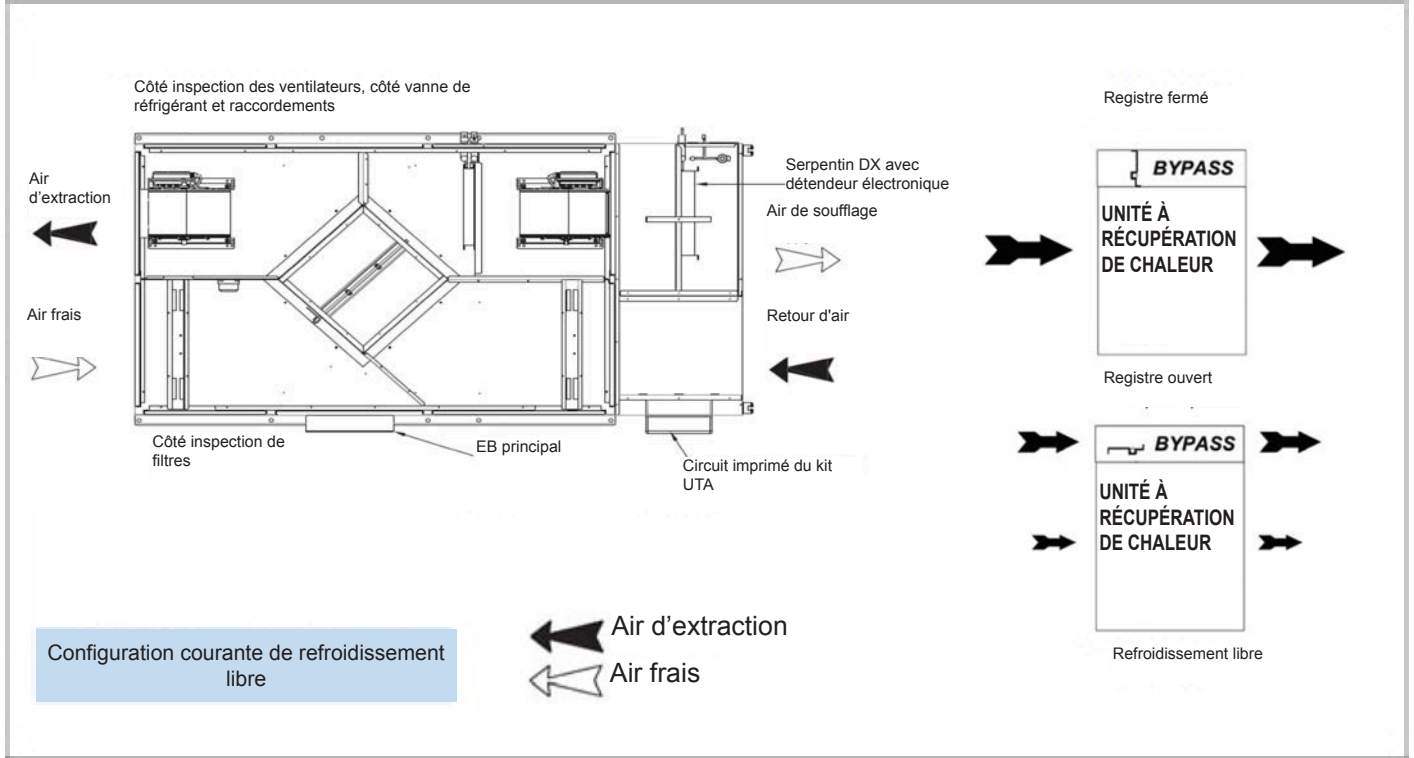 Côté inspection des ventilateurs, côté vanne de
réfrigérant et raccordements
Air
d'extraction
Air frais
Serpentin DX avec
détendeur électronique
Air de soufflage
Retour d'air
Côté inspection de
filtres
EB principal
Circuit imprimé du kit
UTA
Registre fermé
BYPASS
UNITÉ À
RÉCUPÉRATION
DE CHALEUR
Registre ouvert
BYPASS
UNITÉ À
RÉCUPÉRATION
DE CHALEUR
Refroidissement libre
Configuration courante de refroidissement
libre
Air d'extraction
Air frais